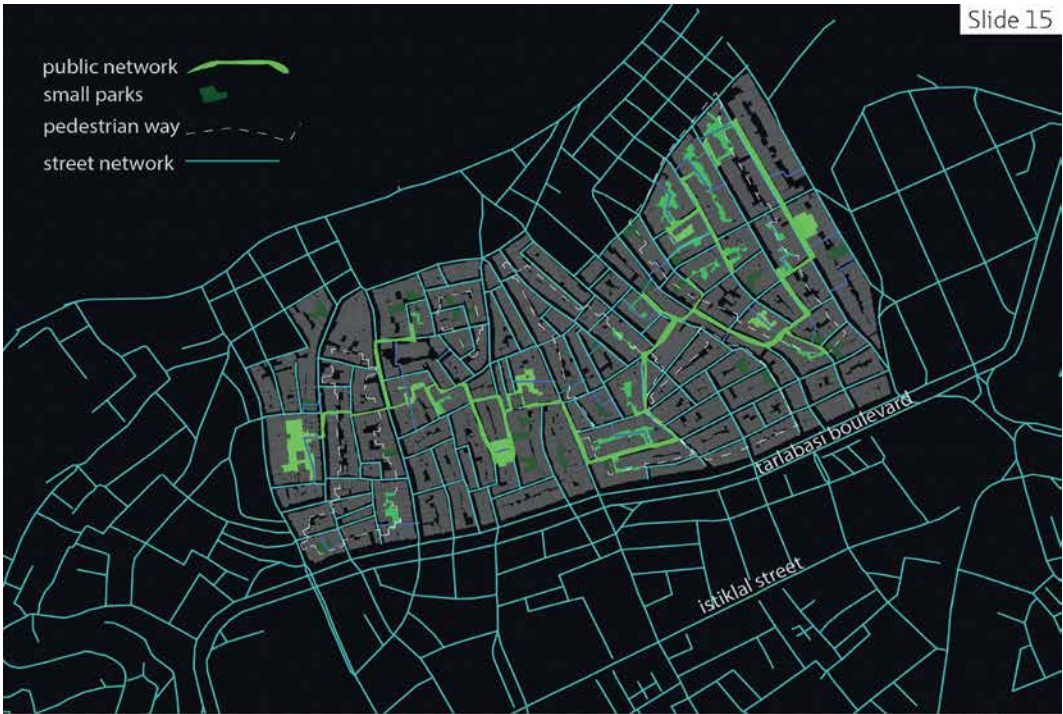 Slide 15
public network
small parks
pedestrian way
street network
tarlabasi boulevard
istiklal street